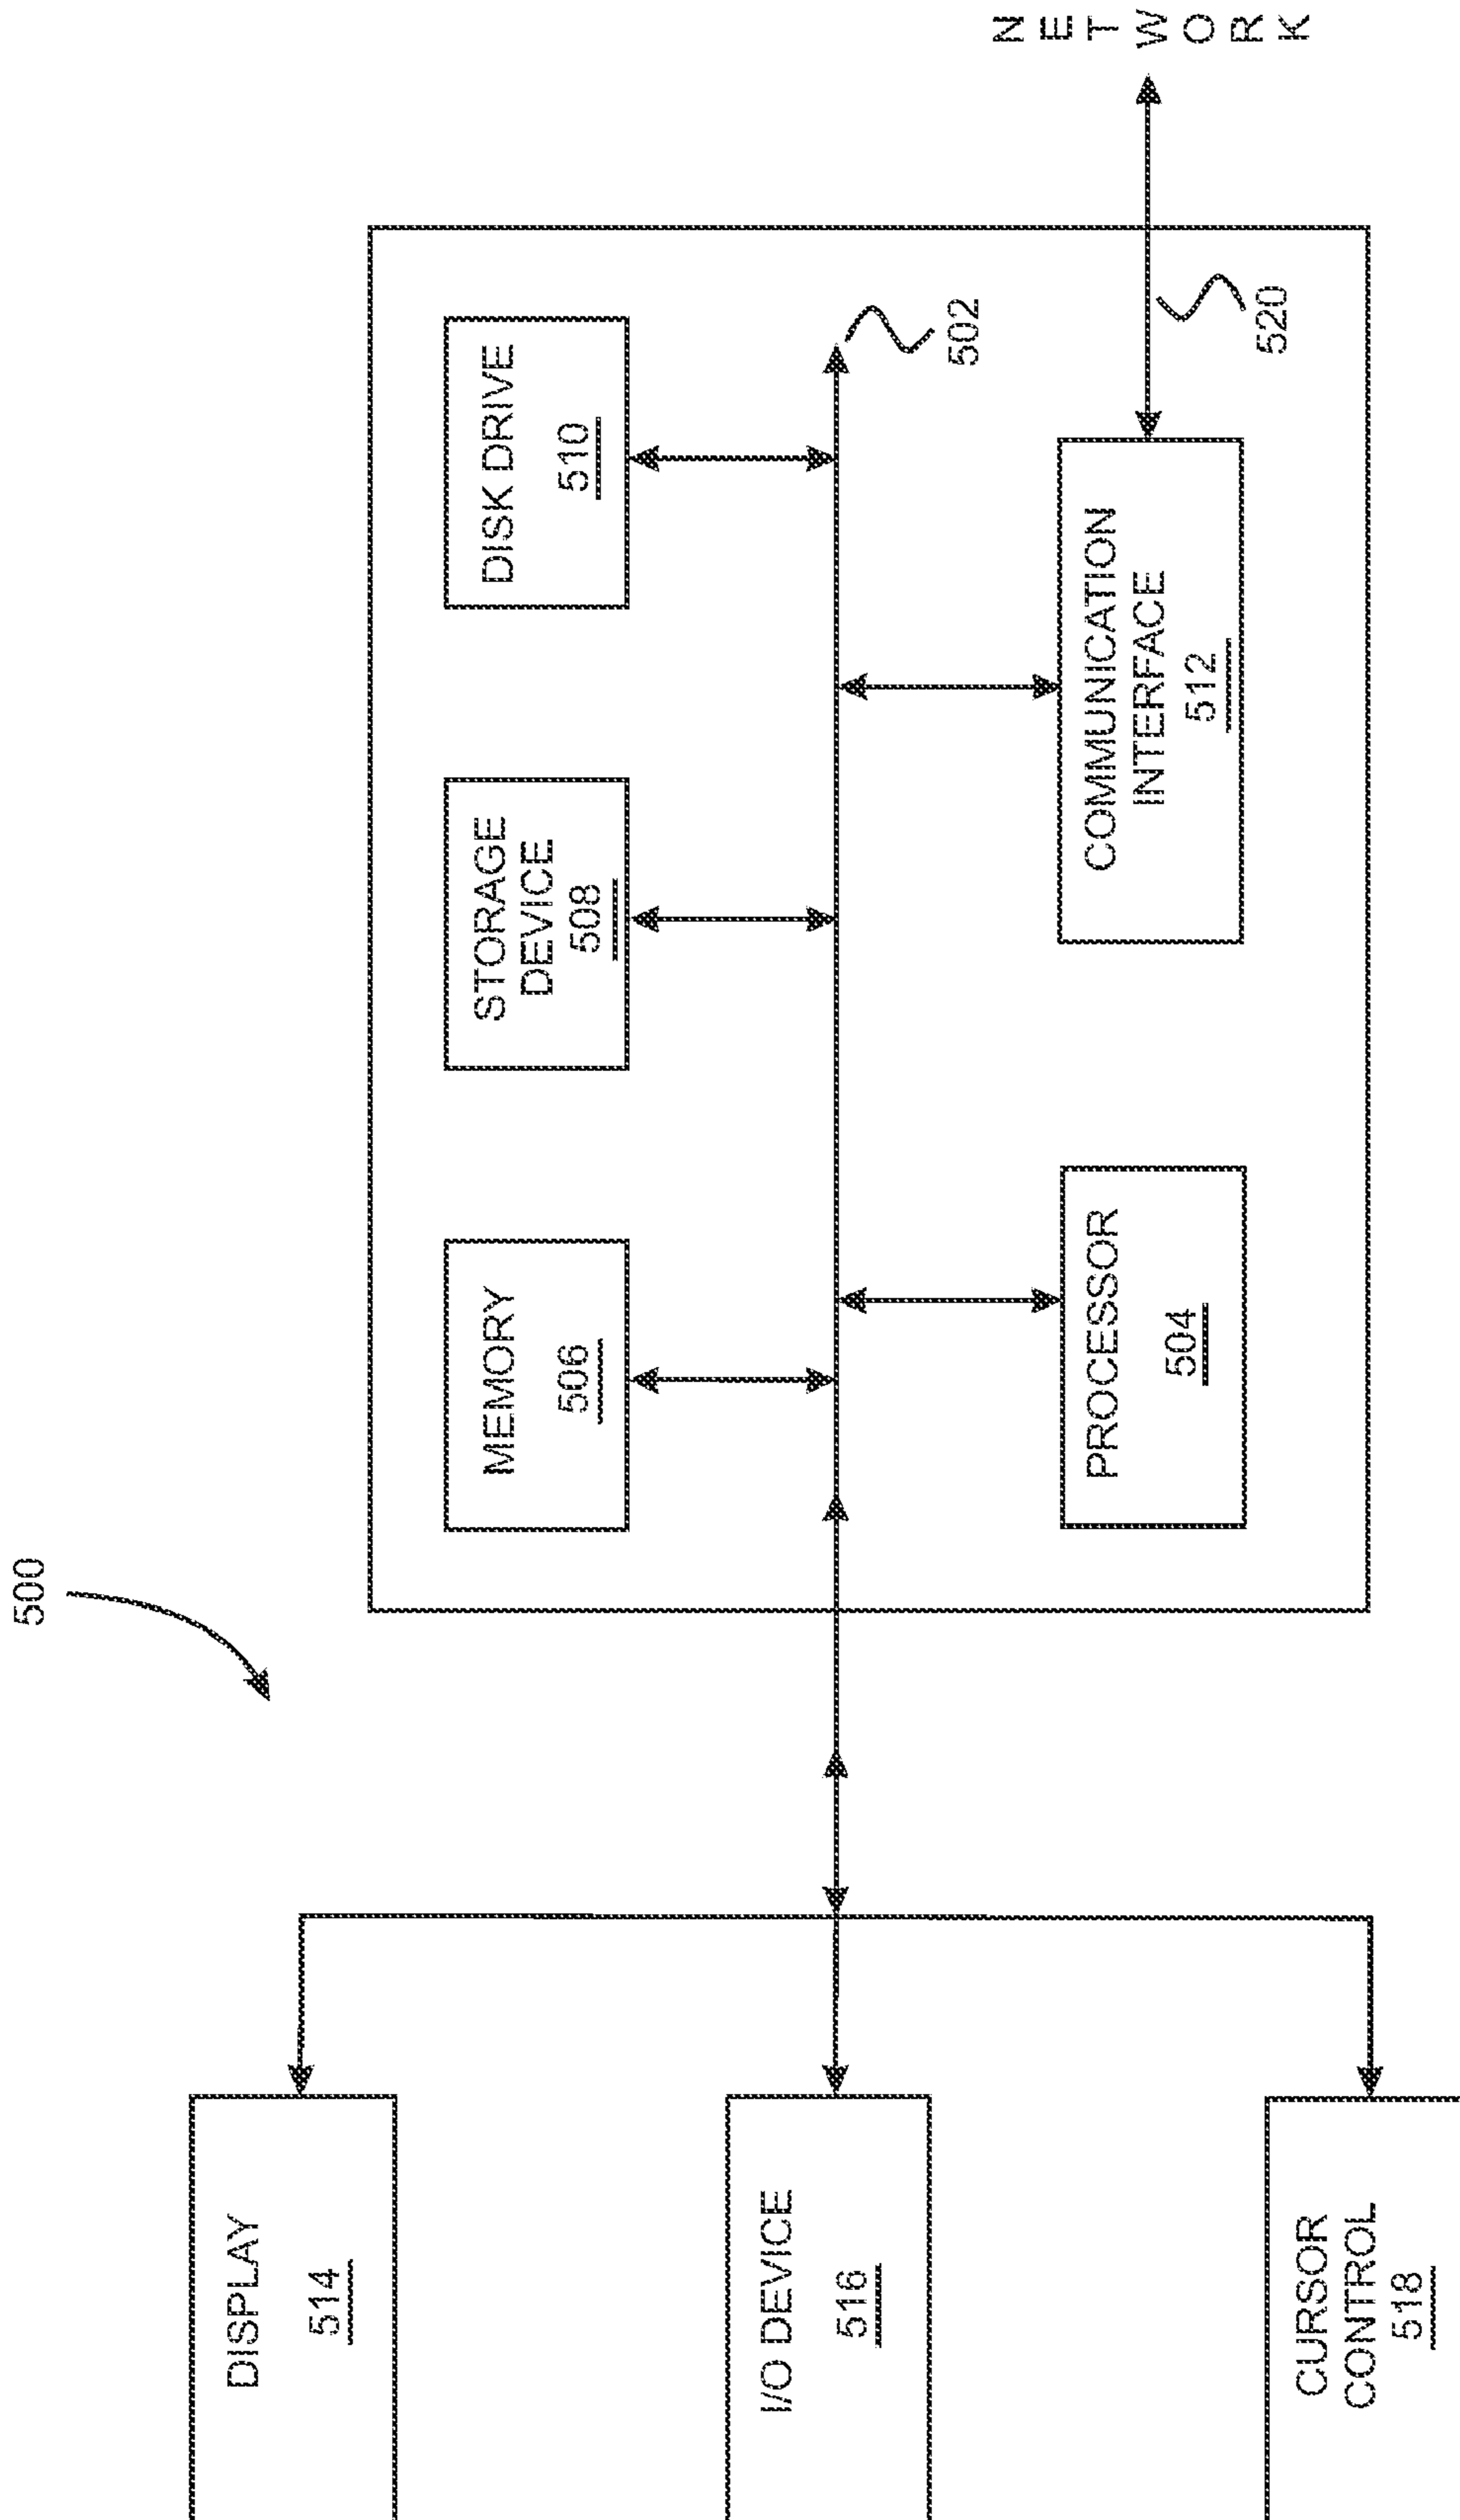 500
DISPLAY
514
I/O DEVICE
516
CURSOR
CONTROL
518
MEMORY
506
STORAGE
DEVICE
508
DISK DRIVE
510
502
PROCESSOR
504
COMMUNICATION
INTERFACE
512
520
NETWORK